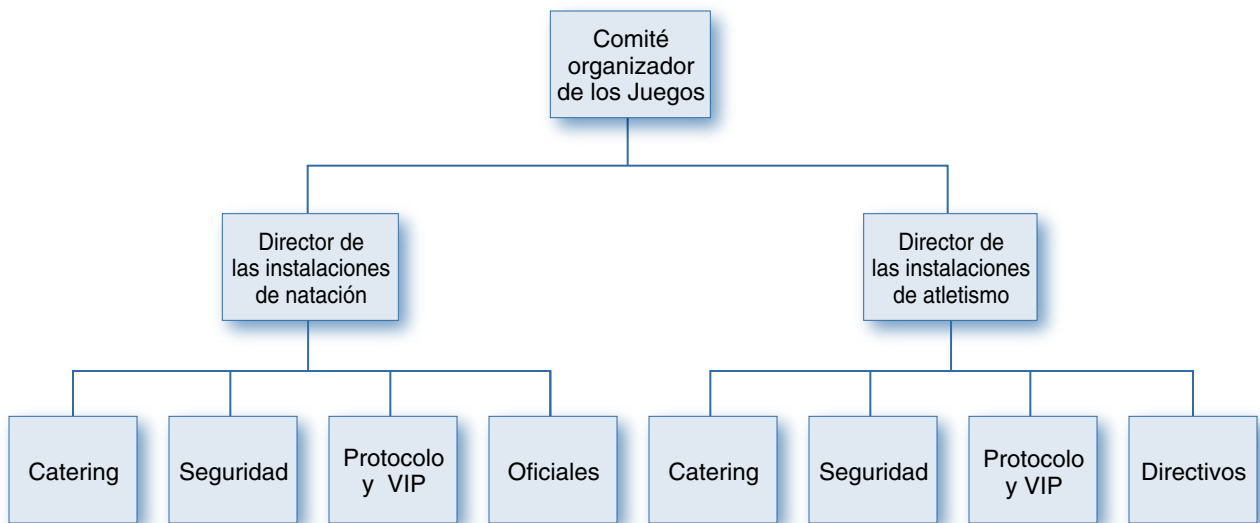 Comité
organizador
de los Juegos
Director de
las instalaciones
de natación
Director de
las instalaciones
de atletismo
Catering
Seguridad
Protocolo
y VIP
Oficiales
Catering
Seguridad
Protocolo
y VIP
Directivos